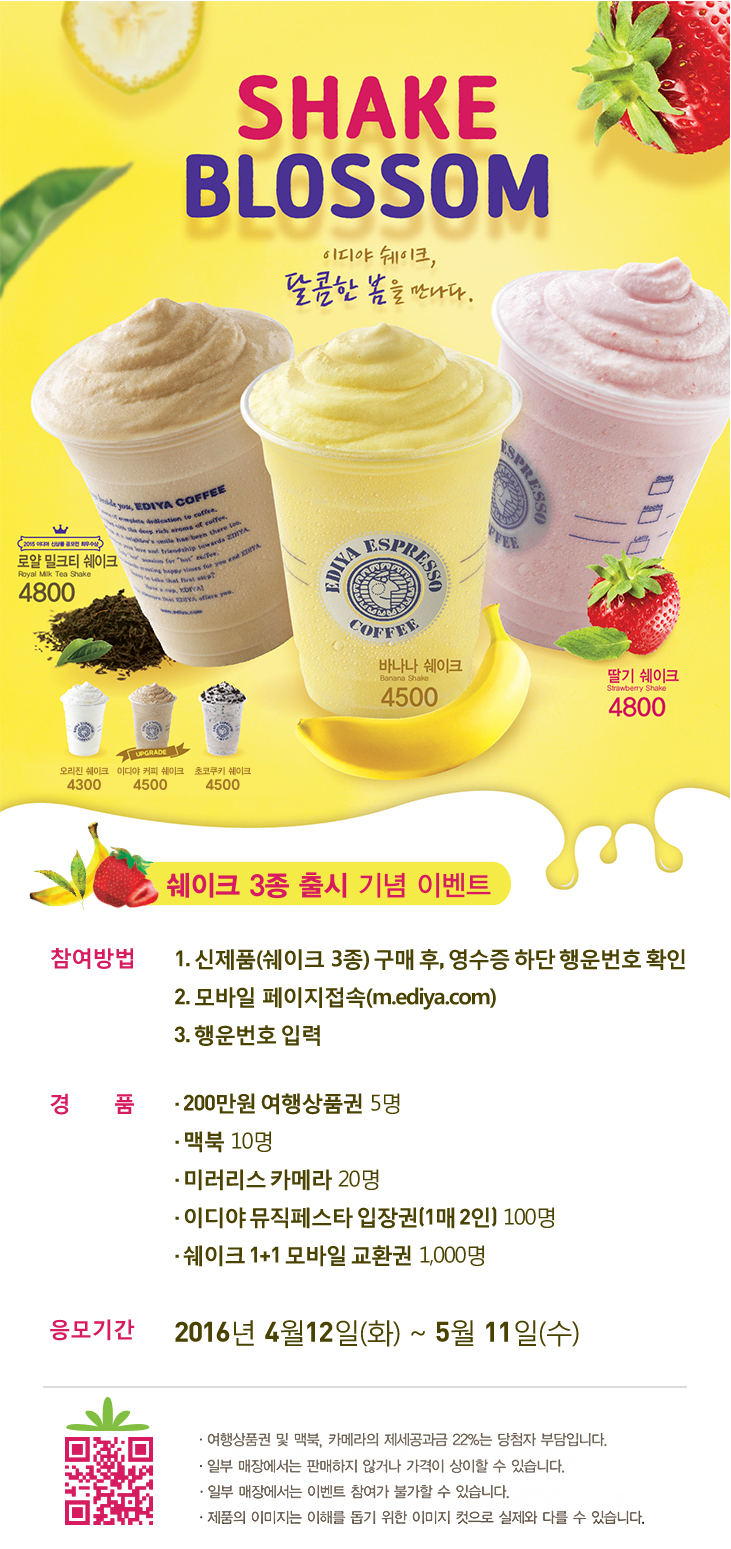 SHAKE
BLOSSOM
이디야 쉐이크,
달콤한 봄을 만나다.
EDIYA COFFEE
EDIYA ESPRESSO
COFFEE
ESPRESSO
COFFEE
2015 이디야 신상품 공모전 최우수상
로얄 밀크티 쉐이크
Royal Milk Tea Shake
4800
바나나 쉐이크
Banana Shake
4500
딸기 쉐이크
Strawberry Shake
4800
UPGRADE
오리진 쉐이크
4300
이디야 커피 쉐이크
4500
초코쿠키 쉐이크
4500
쉐이크 3종 출시 기념 이벤트
참여방법
1. 신제품(쉐이크 3종) 구매 후, 영수증 하단 행운번호 확인
2. 모바일 페이지접속(m.ediya.com)
3. 행운번호 입력
경 품
· 200만원 여행상품권 5명
· 맥북 10명
· 미러리스 카메라 20명
· 이디야 뮤직페스타 입장권(1매 2인) 100명
· 쉐이크 1+1 모바일 교환권 1,000명
응모기간
2016년 4월12일(화) ~ 5월 11일(수)
· 여행상품권 및 맥북, 카메라의 제세공과금 22%는 당첨자 부담입니다.
· 일부 매장에서는 판매하지 않거나 가격이 상이할 수 있습니다.
· 일부 매장에서는 이벤트 참여가 불가할 수 있습니다.
· 제품의 이미지는 이해를 돕기 위한 이미지 컷으로 실제와 다를 수 있습니다.